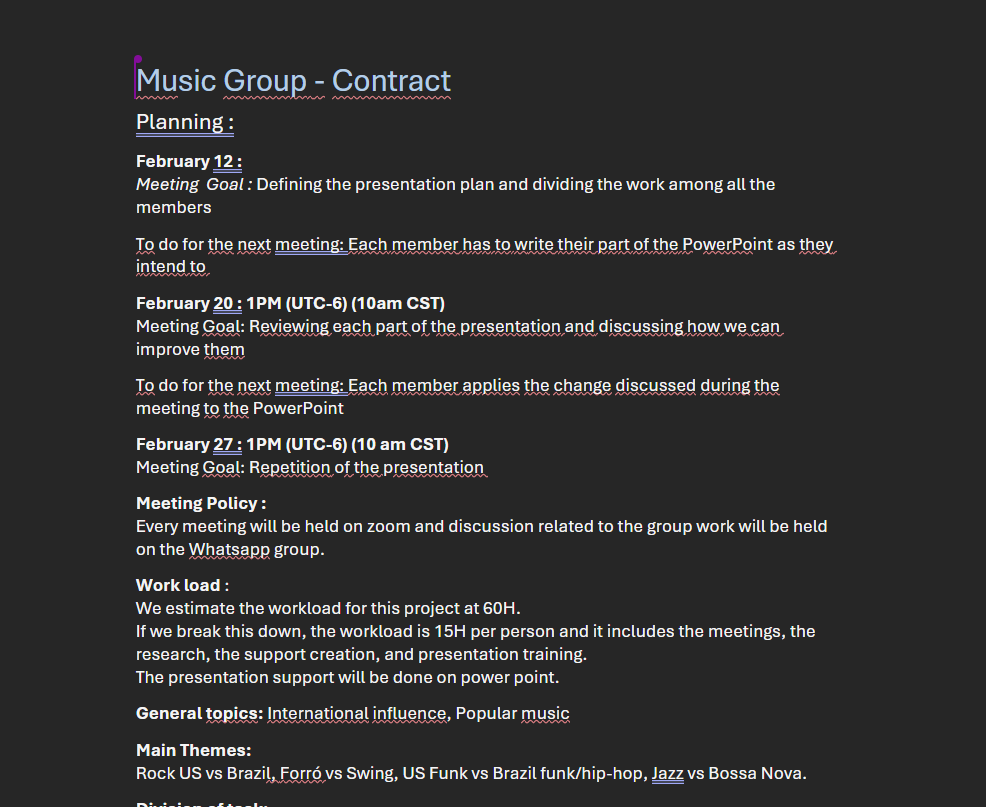 Music Group - Contract
Planning :
February 12 :
Meeting Goal : Defining the presentation plan and dividing the work among all the
members
To do for the next meeting: Each member has to write their part of the PowerPoint as they
intend to
February 20 : 1PM (UTC-6) (10am CST)
Meeting Goal: Reviewing each part of the presentation and discussing how we can
improve them
To do for the next meeting: Each member applies the change discussed during the
meeting to the PowerPoint
February 27 : 1PM (UTC-6) (10 am CST)
Meeting Goal: Repetition of the presentation
Meeting Policy :
Every meeting will be held on zoom and discussion related to the group work will be held
on the Whatsapp group.
Work load :
We estimate the workload for this project at 60H.
If we break this down, the workload is 15H per person and it includes the meetings, the
research, the support creation, and presentation training.
The presentation support will be done on power point.
General topics: International influence, Popular music
Main Themes:
Rock US vs Brazil, Forró vs Swing, US Funk vs Brazil funk/hip-hop, Jazz vs Bossa Nova.
Division of task: